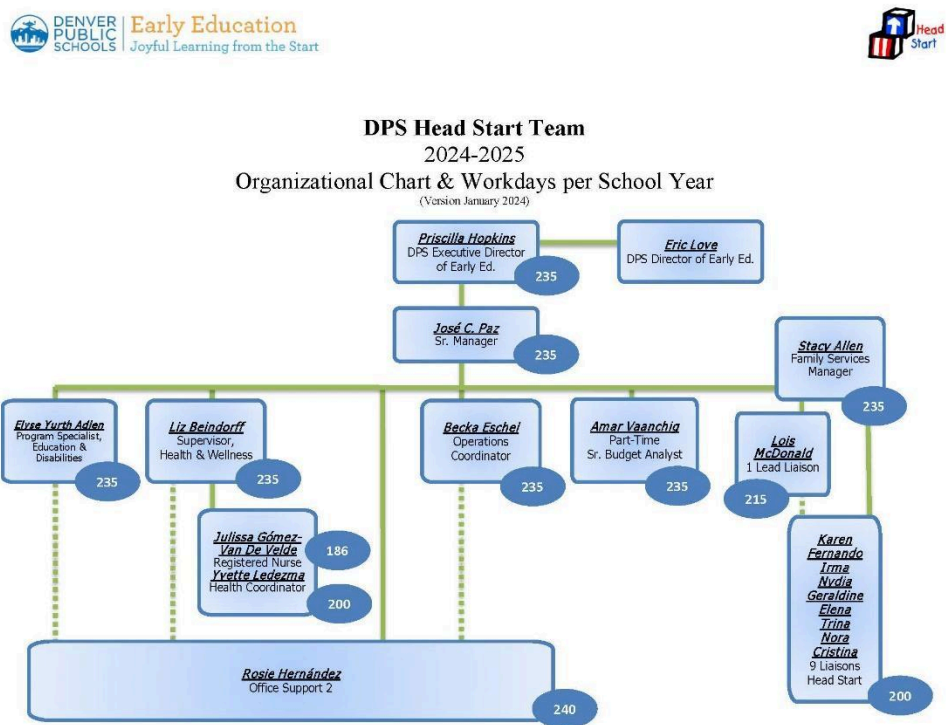 DENVER
PUBLIC
SCHOOLS
Early Education
Joyful Learning from the Start
Head
Start
DPS Head Start Team
2024-2025
Organizational Chart & Workdays per School Year
(Version January 2024)
Priscilla Hopkins
DPS Executive Director
of Early Ed.
235
Eric Love
DPS Director of Early Ed.
José C. Paz
Sr. Manager
235
Stacy Allen
Family Services
Manager
235
Elyse Yurth Adlen
Program Specialist,
Education &
Disabilities
235
Liz Beindorff
Supervisor,
Health & Wellness
235
Becka Eschel
Operations
Coordinator
235
Amar Vaanchig
Part-Time
Sr. Budget Analyst
235
Lois
McDonald
1 Lead Liaison
215
Julissa Gómez-
Van De Velde
Registered Nurse
186
Yvette Ledezma
Health Coordinator
200
Karen
Fernando
Irma
Nydia
Geraldine
Elena
Trina
Nora
Cristina
9 Liaisons
Head Start
200
Rosie Hernández
Office Support 2
240